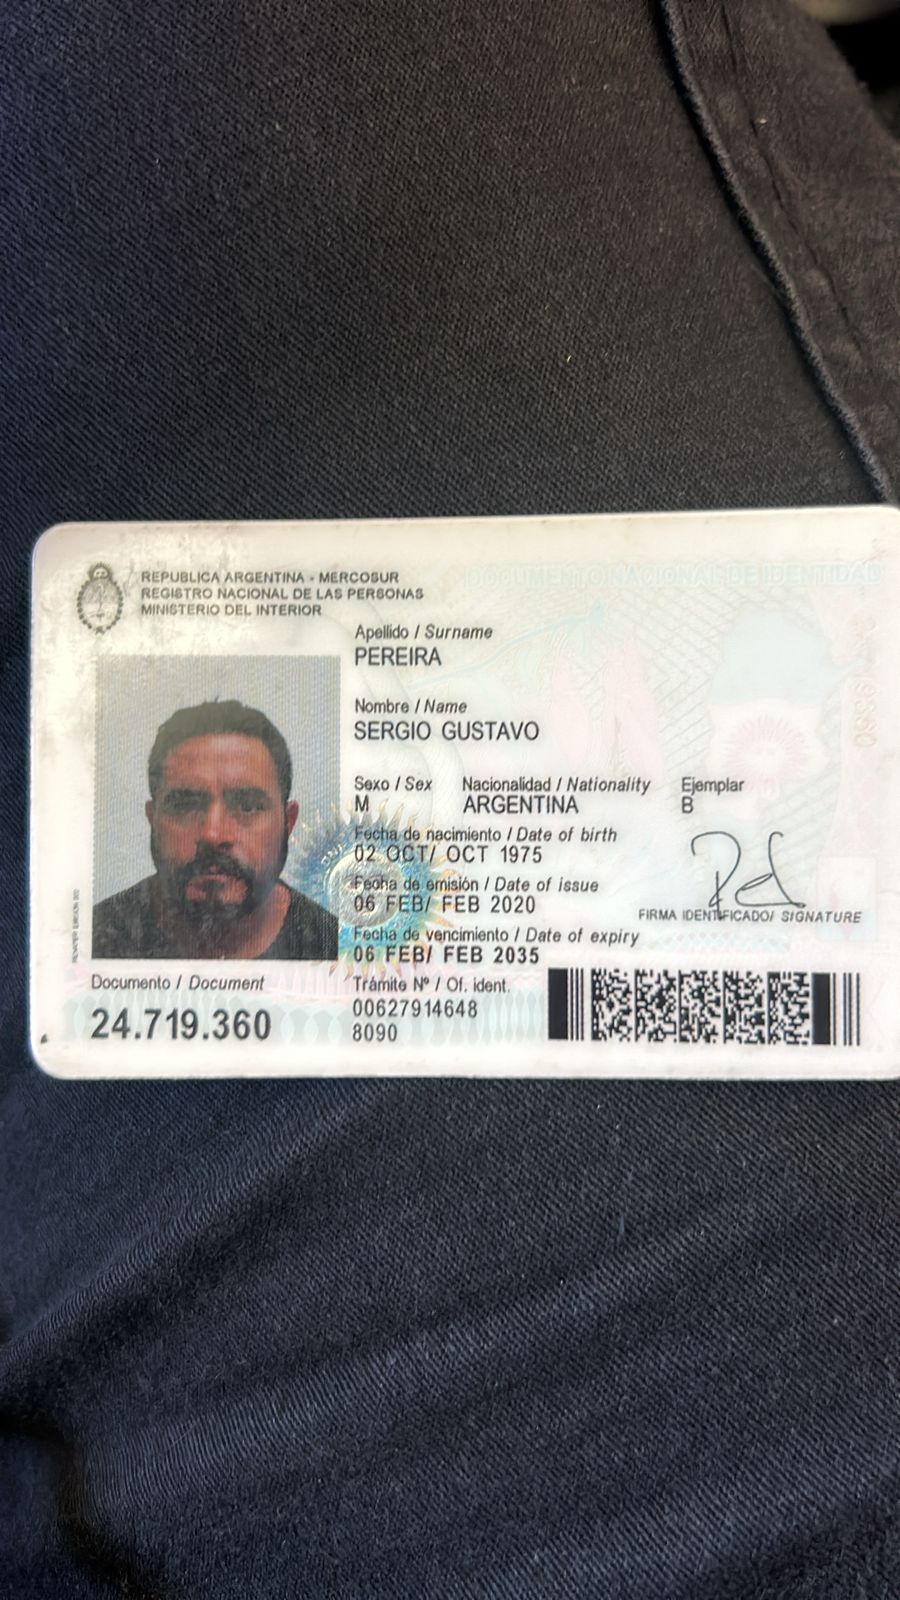 REPUBLICA ARGENTINA - MERCOSUR
REGISTRO NACIONAL DE LAS PERSONAS
MINISTERIO DEL INTERIOR
DOCUMENTO NACIONAL DE IDENTIDAD
Apellido / Surname
PEREIRA
Nombre / Name
SERGIO GUSTAVO
Sexo / Sex Nacionalidad / Nationality Ejemplar
M ARGENTINA B
Fecha de nacimiento / Date of birth
02 OCT/ OCT 1975
Fecha de emisión / Date of issue
06 FEB/ FEB 2020
FIRMA IDENTIFICADO/ SIGNATURE
Fecha de vencimiento / Date of expiry
06 FEB/ FEB 2035
Documento / Document Trámite Nº / Of. ident.
24.719.360 00627914648
8090